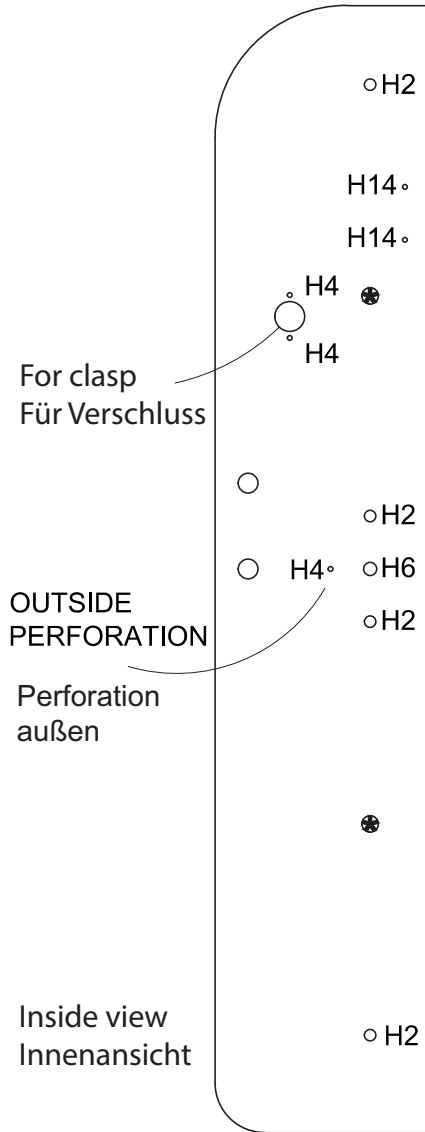 H2
H14
H14
H4
H4
For clasp
Für Verschluss
H2
H4 H6
OUTSIDE
PERFORATION
H2
Perforation
außen
Inside view
Innenansicht
H2